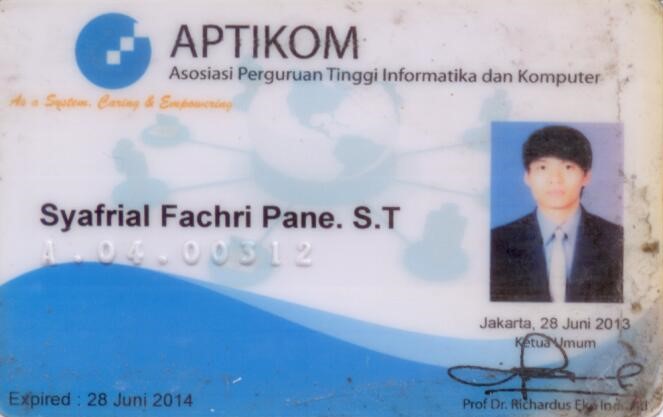 APTIKOM
Asosiasi Perguruan Tinggi Informatika dan Komputer
As a System, Caring & Empowering
Syafrial Fachri Pane. S.T
A.04.00312
Jakarta, 28 Juni 2013
Ketua Umum
Prof Dr. Richardus Eko
Expired : 28 Juni 2014